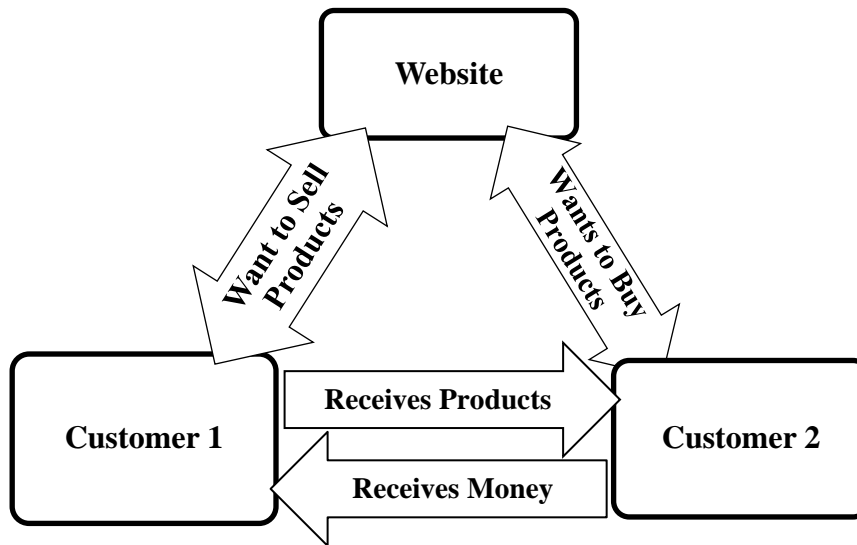 Website
Want to Sell
Products
Wants to Buy
Products
Receives Products
Customer 1
Customer 2
Receives Money